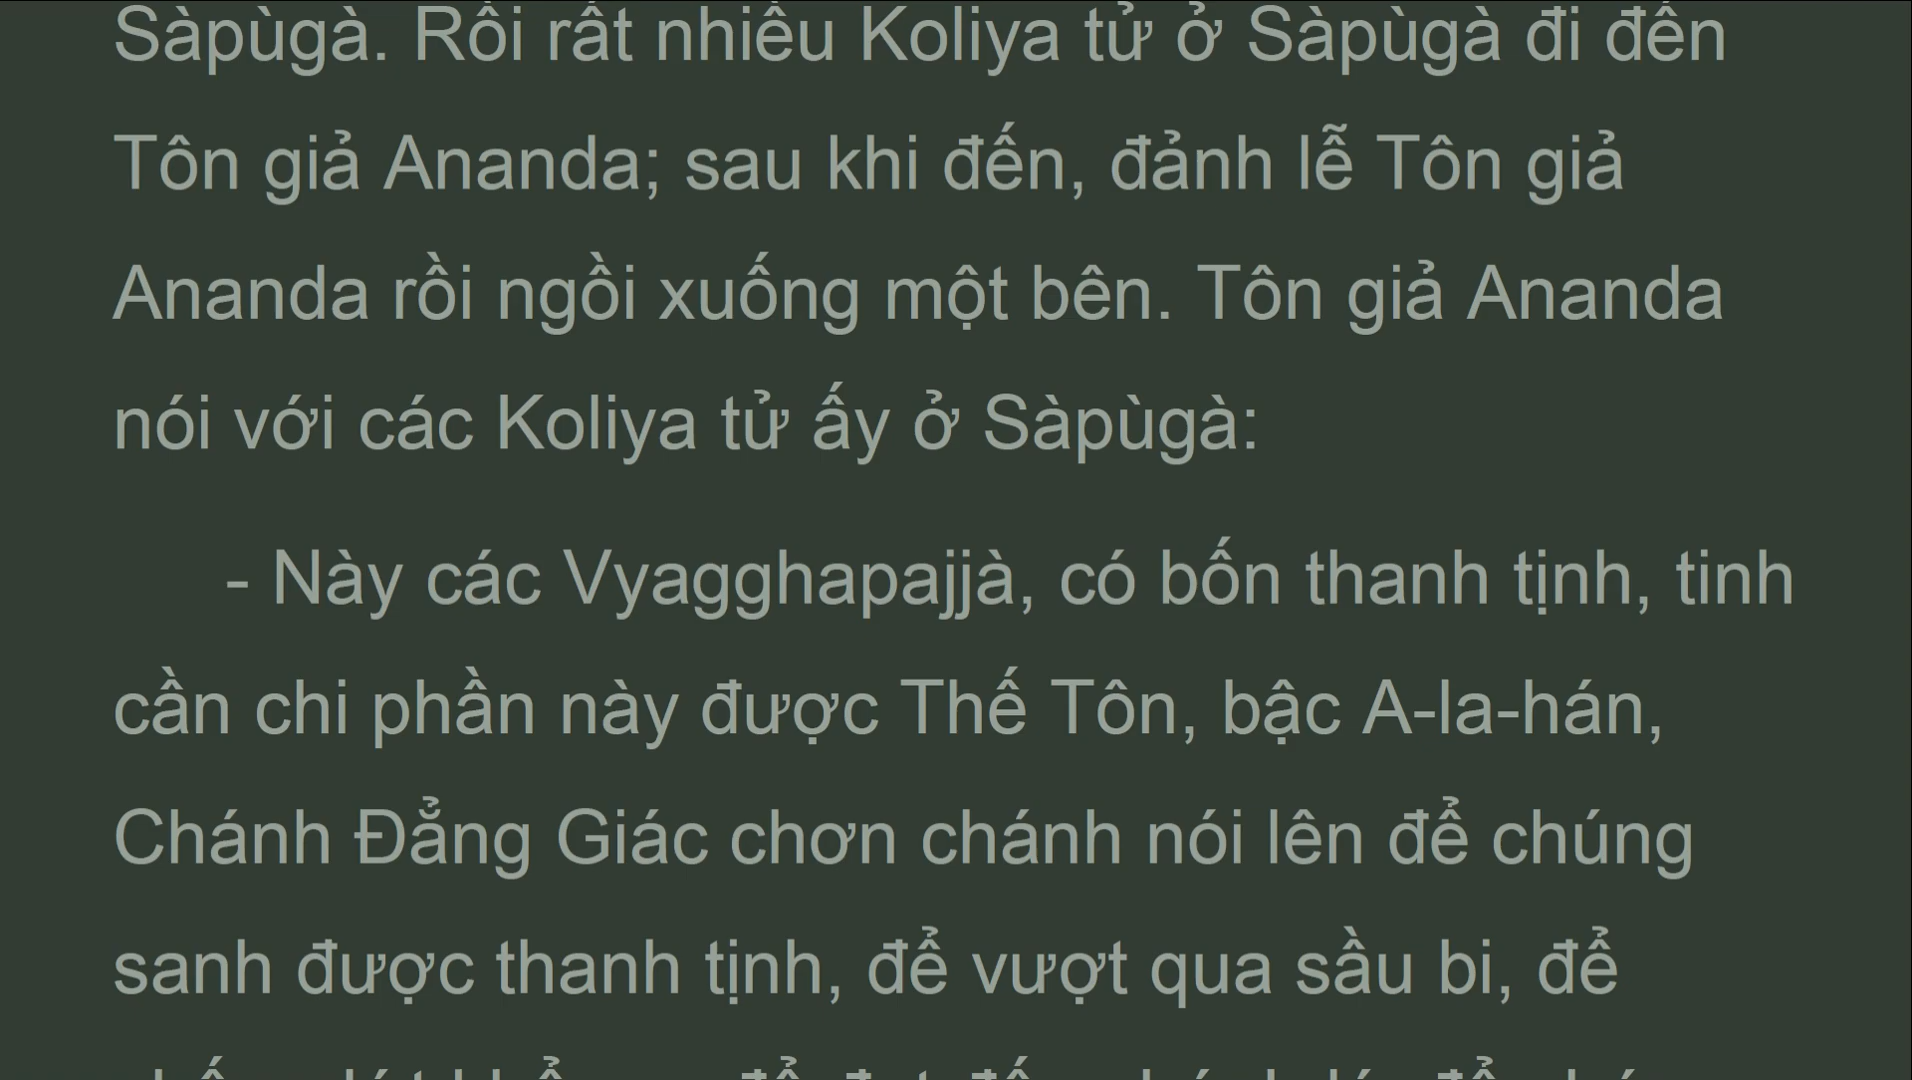 Sàpùgà. Rồi rất nhiều Koliya tử ở Sàpùgà đi đến
Tôn giả Ananda; sau khi đến, đảnh lễ Tôn giả
Ananda rồi ngồi xuống một bên. Tôn giả Ananda
nói với các Koliya tử ấy ở Sàpùgà:
- Này các Vyagghapajjà, có bốn thanh tịnh, tinh
cần chi phần này được Thế Tôn, bậc A-la-hán,
Chánh Đẳng Giác chơn chánh nói lên để chúng
sanh được thanh tịnh, để vượt qua sầu bi, để